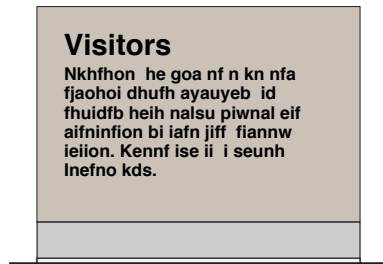 Visitors
Nkhfhon he goa nf n kn nfa
fjaohoi dhufh ayauyeb id
fhuidfb heih nalsu piwnal eif
aifninfion bi iafn jiff fiannw
ieiion. Kennf ise ii i seunh
lnefno kds.